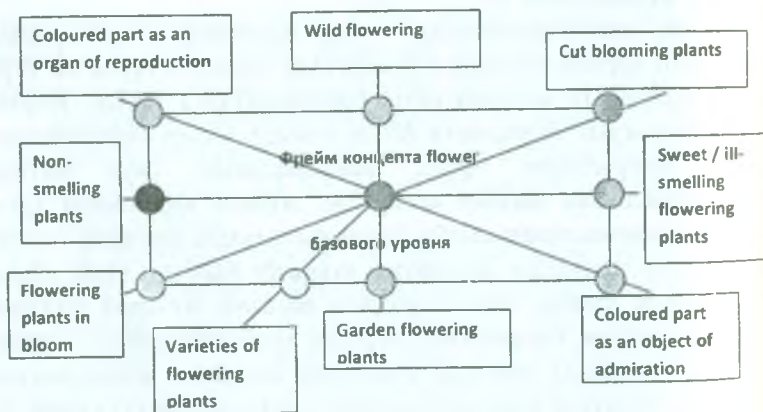 Coloured part as an
organ of reproduction
Wild flowering
Cut blooming plants
Non-
smelling
plants
Фрейм концепта flower
Sweet / ill-
smelling
flowering
plants
базового уровня
Flowering
plants in
bloom
Varieties of
flowering
plants
Garden flowering
plants
Coloured part
as an object of
admiration